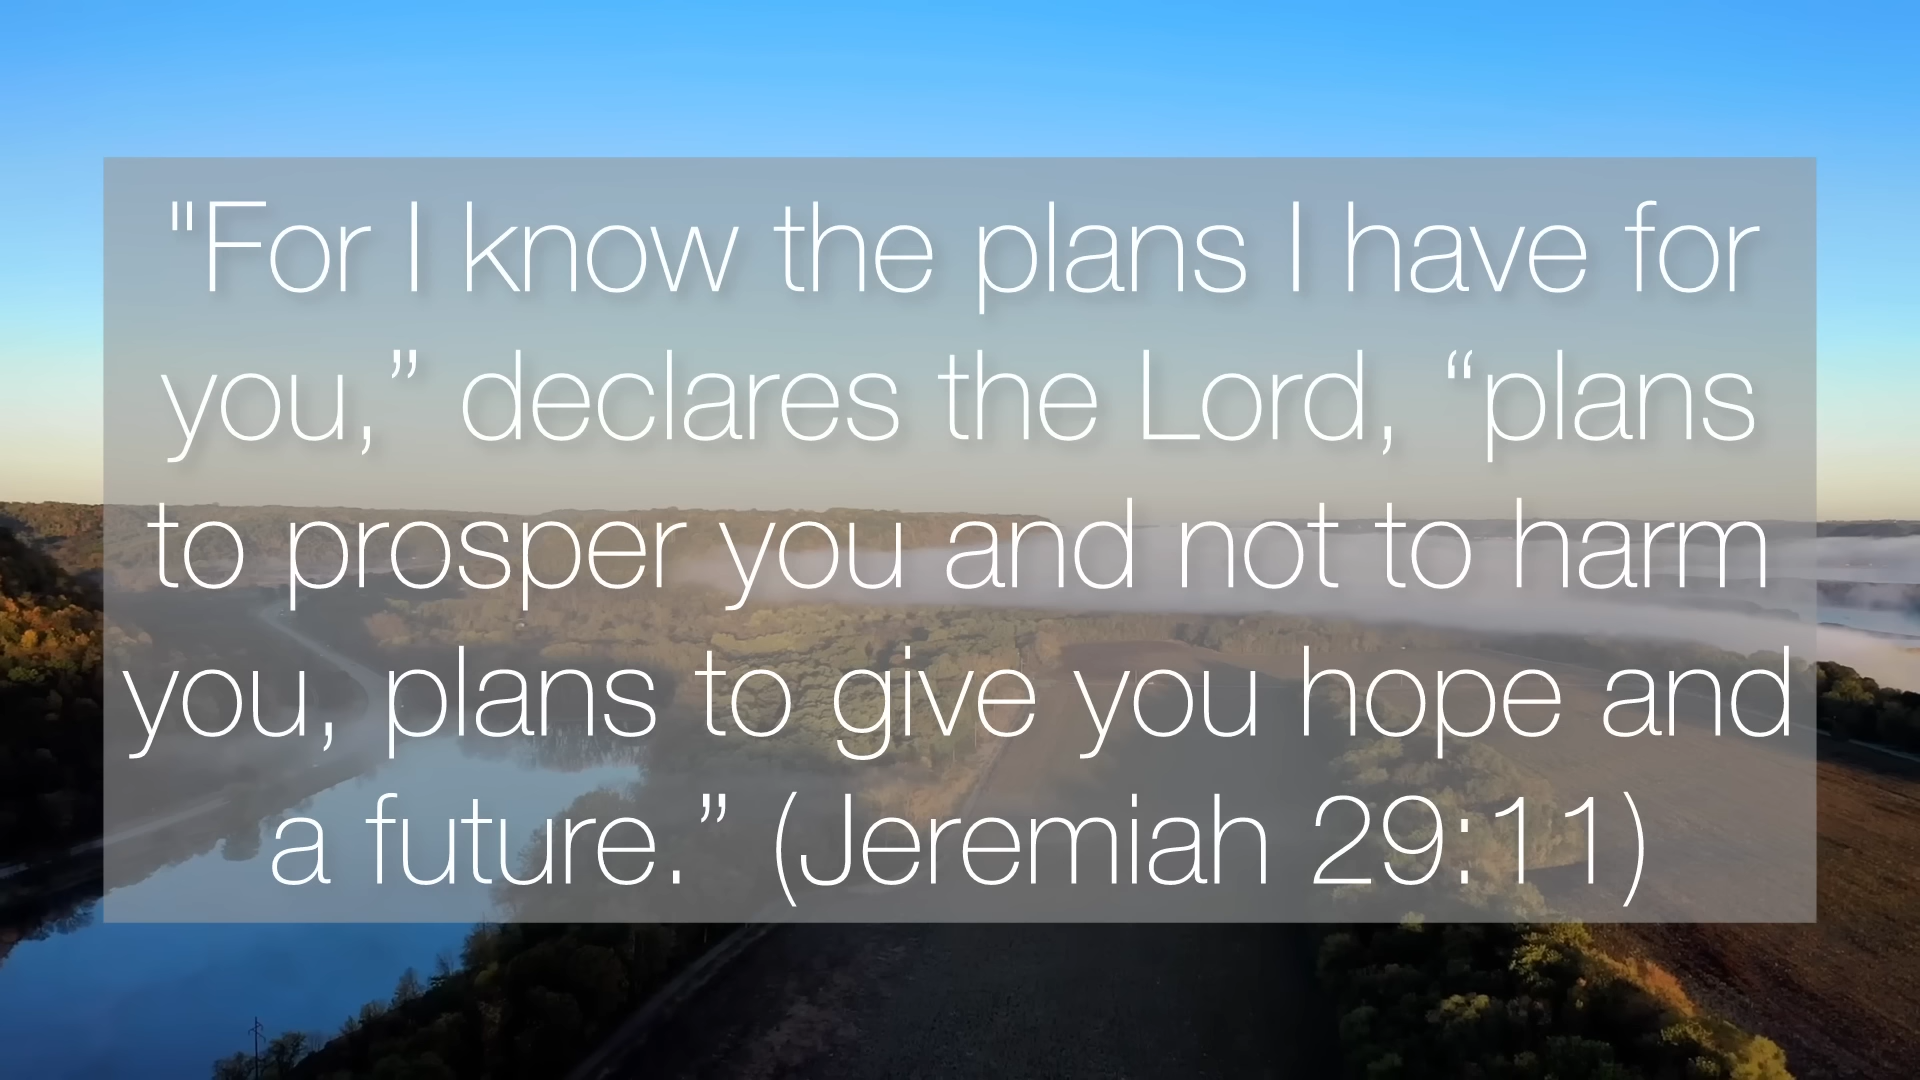 "For I know the plans I have for
you,” declares the Lord, “plans
to prosper you and not to harm
you, plans to give you hope and
a future.” (Jeremiah 29:11)